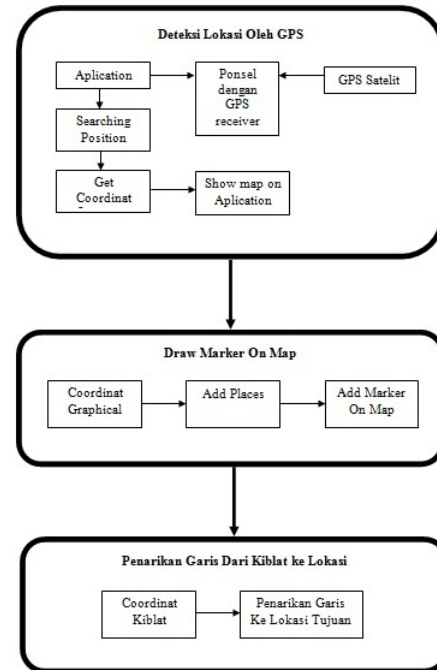 Deteksi Lokasi Oleh GPS
Aplication
Ponsel
dengan
GPS
receiver
GPS Satelit
Searching
Position
Get
Coordinat
Show map on
Aplication
Draw Marker On Map
Coordinat
Graphical
Add Places
Add Marker
On Map
Penarikan Garis Dari Kiblat ke Lokasi
Coordinat
Kiblat
Penarikan Garis
Ke Lokasi Tujuan